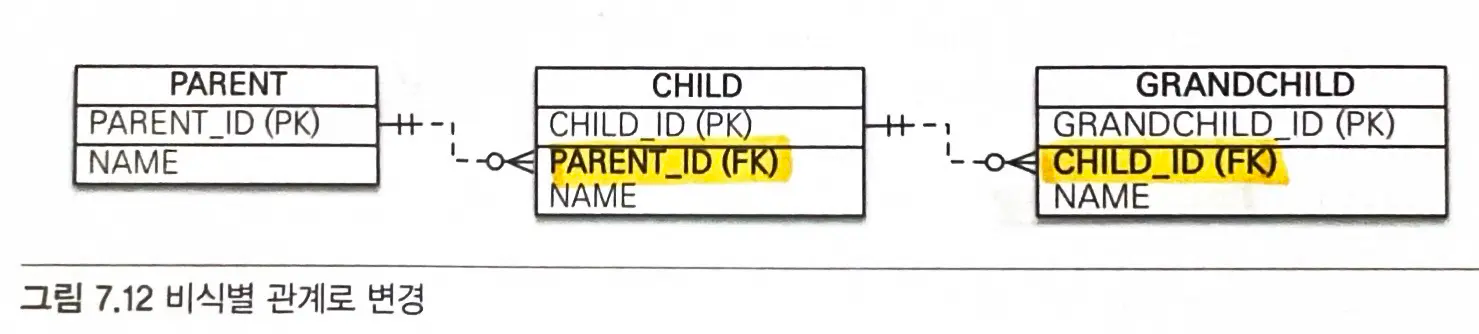 PARENT
PARENT_ID (PK)
NAME
CHILD
CHILD_ID (PK)
PARENT_ID (FK)
NAME
GRANDCHILD
GRANDCHILD_ID (PK)
CHILD_ID (FK)
NAME
그림 7.12 비식별 관계로 변경